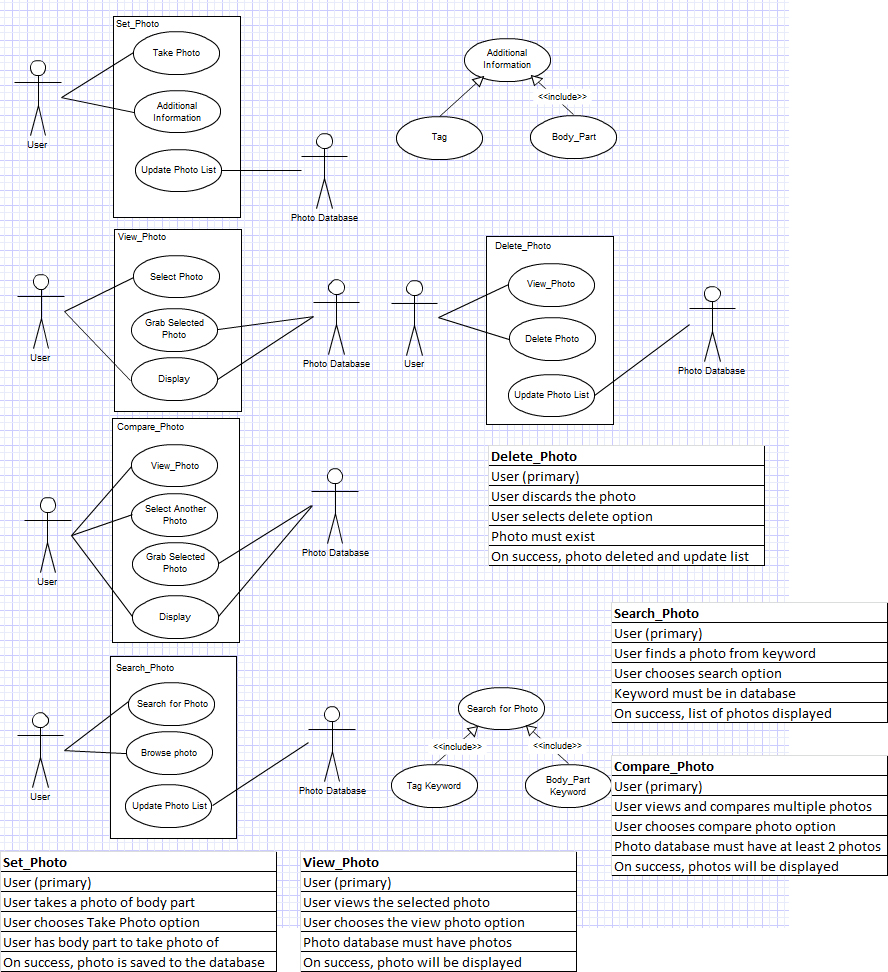 Set_Photo
Take Photo
Additional
Information
Update Photo List
User
Photo Database
Additional
Information
<<include>>
Tag
Body_Part
View_Photo
Select Photo
Grab Selected
Photo
Display
User
Photo Database
Delete_Photo
View_Photo
Delete Photo
Update Photo List
User
Photo Database
Compare_Photo
View_Photo
Select Another
Photo
Grab Selected
Photo
Display
User
Photo Database
Delete_Photo
User (primary)
User discards the photo
User selects delete option
Photo must exist
On success, photo deleted and update list
Search_Photo
User (primary)
User finds a photo from keyword
User chooses search option
Keyword must be in database
On success, list of photos displayed
Search_Photo
Search for Photo
Browse photo
Update Photo List
User
Photo Database
Search for Photo
<<include>>
<<include>>
Tag Keyword
Body_Part
Keyword
Compare_Photo
User (primary)
User views and compares multiple photos
User chooses compare photo option
Photo database must have at least 2 photos
On success, photos will be displayed
Set_Photo
User (primary)
User takes a photo of body part
User chooses Take Photo option
User has body part to take photo of
On success, photo is saved to the database
View_Photo
User (primary)
User views the selected photo
User chooses the view photo option
Photo database must have photos
On success, photo will be displayed